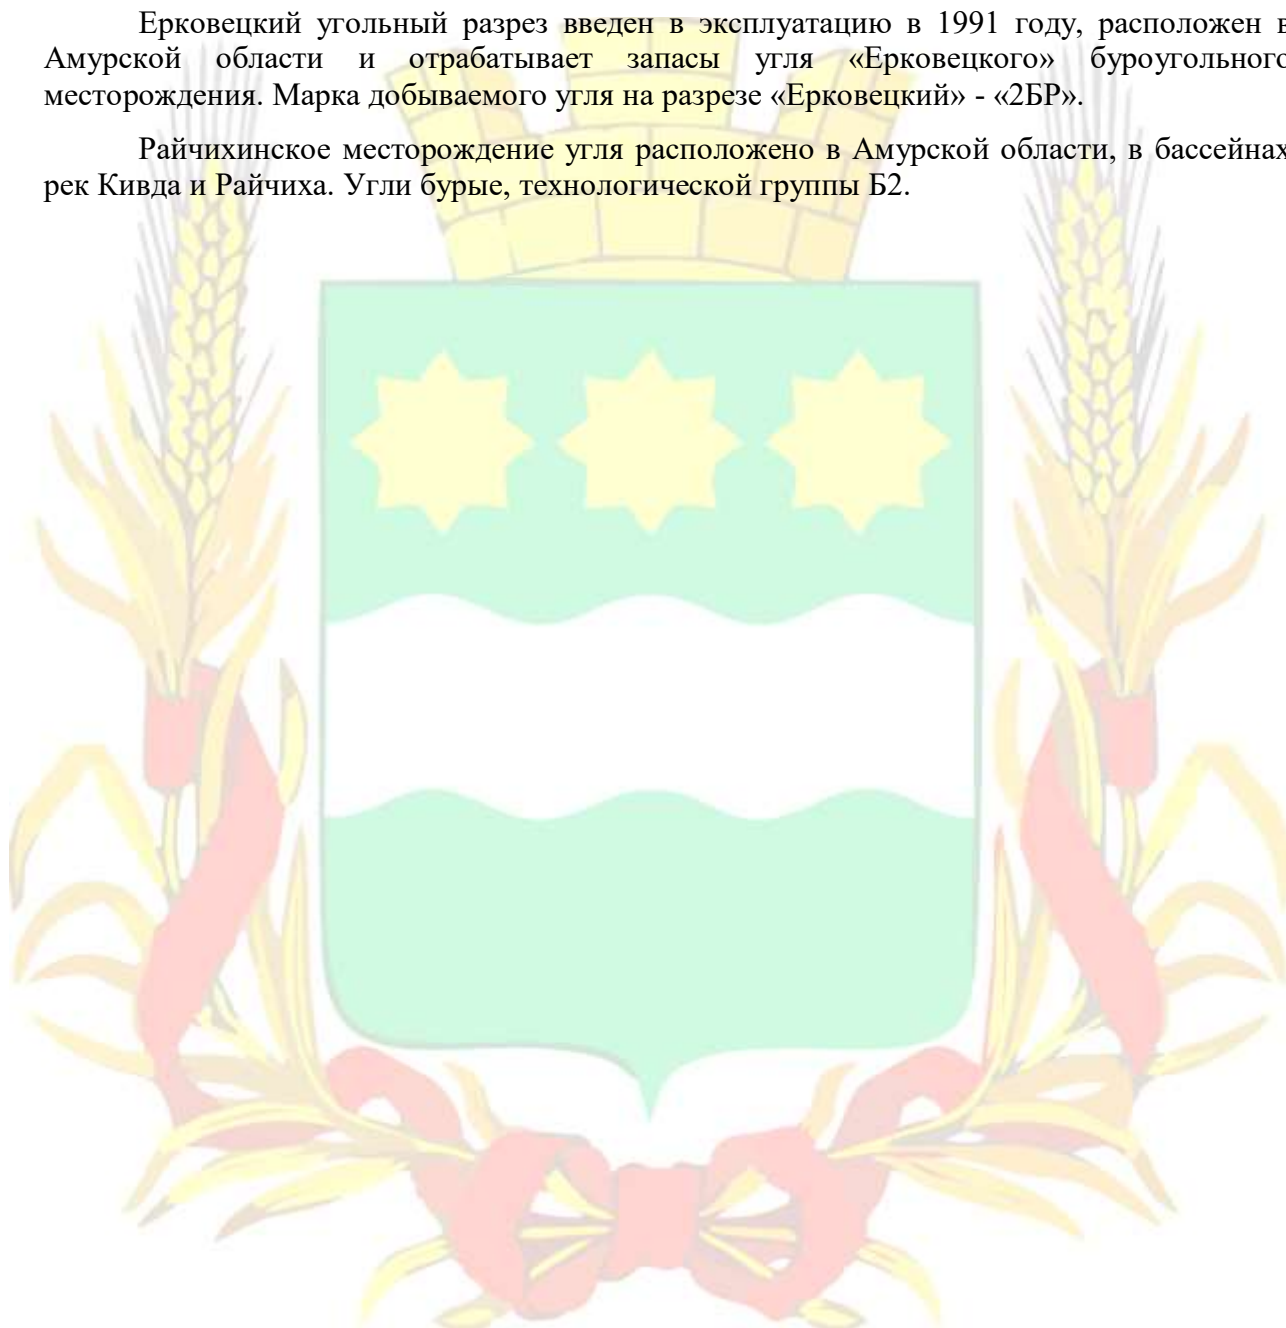 Ерковецкий угольный разрез введен в эксплуатацию в 1991 году, расположен в
Амурской области и отрабатывает запасы угля «Ерковецкого» буроугольного
месторождения. Марка добываемого угля на разрезе «Ерковецкий» - «2БР».
Райчихинское месторождение угля расположено в Амурской области, в бассейнах
рек Кивда и Райчиха. Угли бурые, технологической группы Б2.